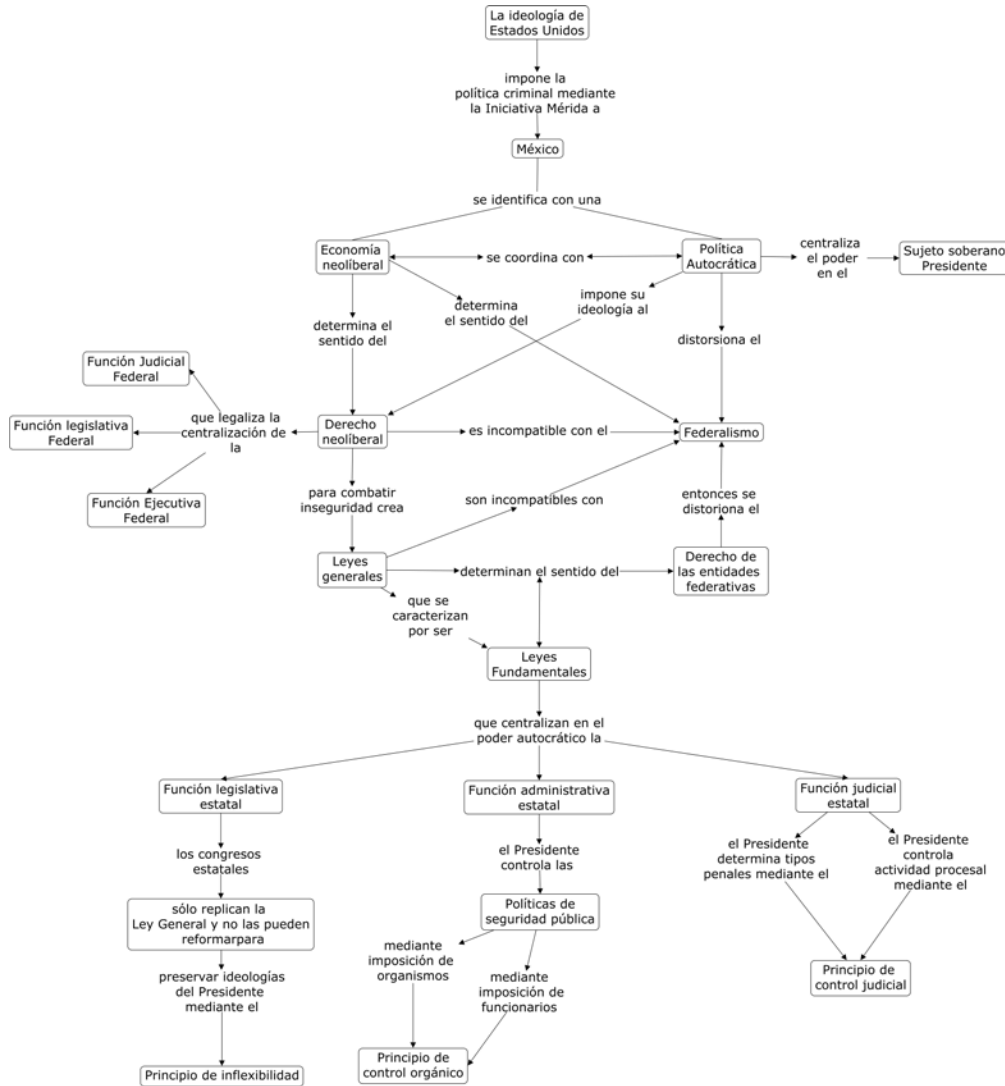 La ideología de
Estados Unidos
impone la
política criminal mediante
la Iniciativa Mérida a
México
se identifica con una
Economía
neolíberal
se coordina con
Política
Autocrática
centraliza
el poder
en el
Sujeto soberano
Presidente
determina el
sentido del
determina
el sentido del
impone su
ideología al
distorsiona el
Función Judicial
Federal
Función legislativa
Federal
Función Ejecutiva
Federal
que legaliza la
centralización de
la
Derecho
neolíberal
es incompatible con el
Federalismo
para combatir
inseguridad crea
son incompatibles con
entonces se
distoriona el
Leyes
generales
determinan el sentido del
Derecho de
las entidades
federativas
que se
caracterizan
por ser
Leyes
Fundamentales
que centralizan en el
poder autocrático la
Función legislativa
estatal
los congresos
estatales
sólo replican la
Ley General y no las pueden
reformarpara
preservar ideologías
del Presidente
mediante el
Principio de inflexibilidad
Función administrativa
estatal
el Presidente
controla las
Políticas de
seguridad pública
mediante
imposición de
organismos
mediante
imposición de
funcionarios
Principio de
control orgánico
Función judicial
estatal
el Presidente
determina tipos
penales mediante el
el Presidente
controla
actividad procesal
mediante el
Principio de
control judicial